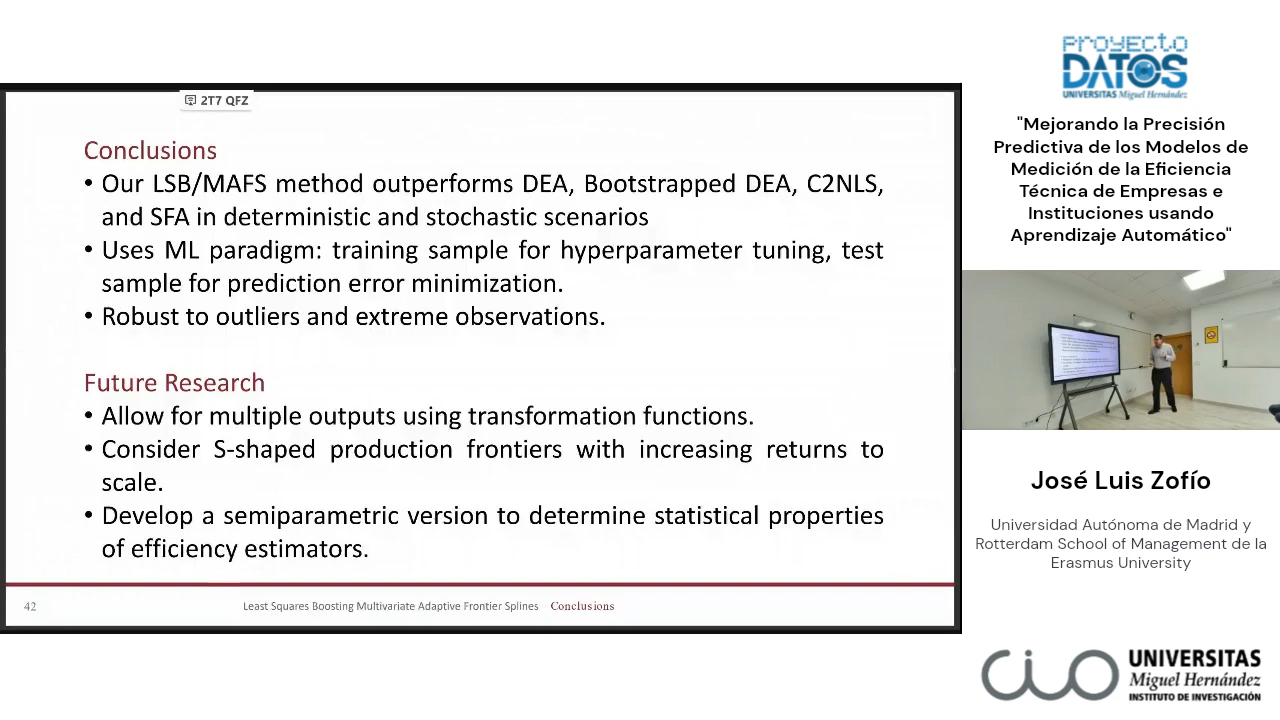 2T7 QFZ
Conclusions
• Our LSB/MAFS method outperforms DEA, Bootstrapped DEA, C2NLS,
and SFA in deterministic and stochastic scenarios
• Uses ML paradigm: training sample for hyperparameter tuning, test
sample for prediction error minimization.
• Robust to outliers and extreme observations.
Future Research
• Allow for multiple outputs using transformation functions.
• Consider S-shaped production frontiers with increasing returns to
scale.
• Develop a semiparametric version to determine statistical properties
of efficiency estimators.
42
Least Squares Boosting Multivariate Adaptive Frontier Splines Conclusions
PROYECTO
DATOS
UNIVERSITAS Miguel Hernández
"Mejorando la Precisión
Predictiva de los Modelos de
Medición de la Eficiencia
Técnica de Empresas e
Instituciones usando
Aprendizaje Automático"
José Luis Zofío
Universidad Autónoma de Madrid y
Rotterdam School of Management de la
Erasmus University
CIO
UNIVERSITAS
Miguel Hernández
INSTITUTO DE INVESTIGACIÓN